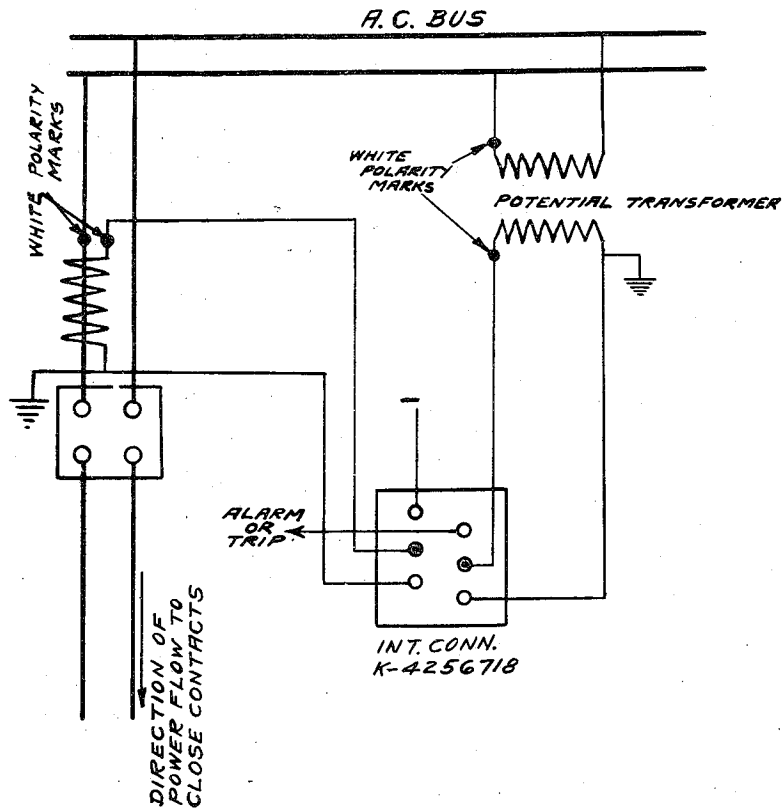 A.C. BUS
WHITE POLARITY
MARKS
WHITE
POLARITY
MARKS
POTENTIAL TRANSFORMER
ALARM
OR
TRIP
INT. CONN.
K-4256718
DIRECTION OF
POWER FLOW TO
CLOSE CONTACTS